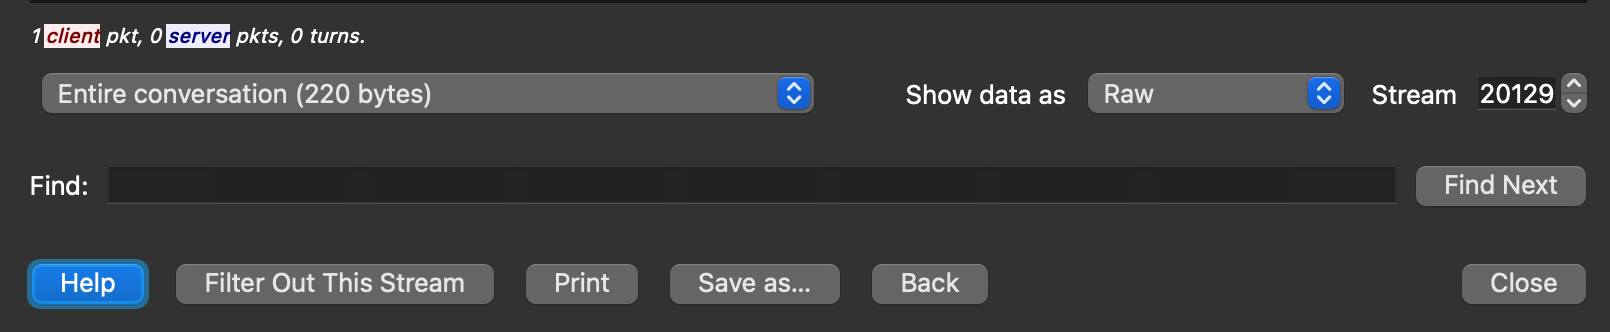 1 client pkt, 0 server pkts, 0 turns.
Entire conversation (220 bytes) Show data as Raw Stream 20129
Find: Find Next
Help Filter Out This Stream Print Save as... Back Close